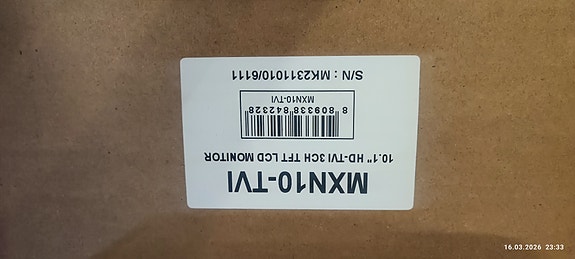 MXN10-TVI
10.1" HD-TVI 3CH TFT LCD MONITOR
8 809338 842328
MXN10-TVI
S/N : MK2311010/6111
16.03.2026 23:33